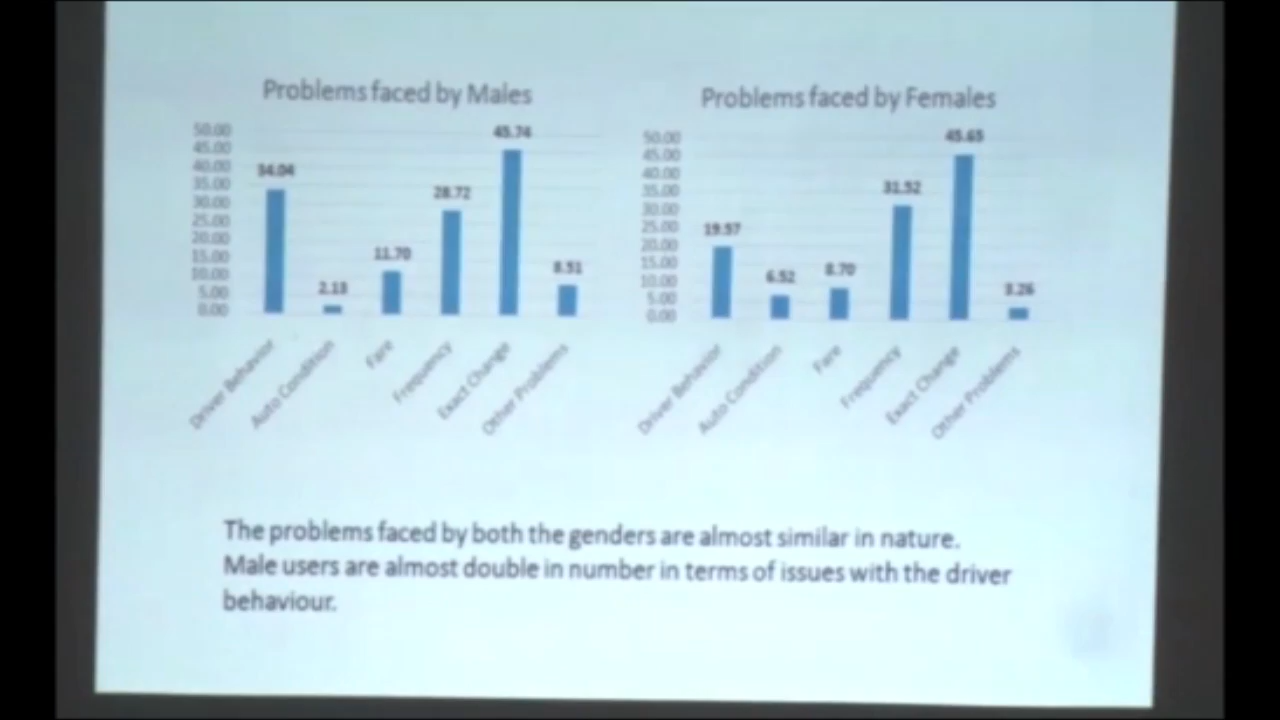 Problems faced by Males
50.00
45.00
40.00
35.00
30.00
25.00
20.00
15.00
10.00
5.00
0.00
34.04
2.13
11.70
28.72
45.74
8.51
Driver Behavior
Auto Condition
Fare
Frequency
Exact Change
Other Problems
Problems faced by Females
50.00
45.00
40.00
35.00
30.00
25.00
20.00
15.00
10.00
5.00
0.00
19.57
6.52
8.70
31.52
45.65
3.26
Driver Behavior
Auto Condition
Fare
Frequency
Exact Change
Other Problems
The problems faced by both the genders are almost similar in nature.
Male users are almost double in number in terms of issues with the driver
behaviour.